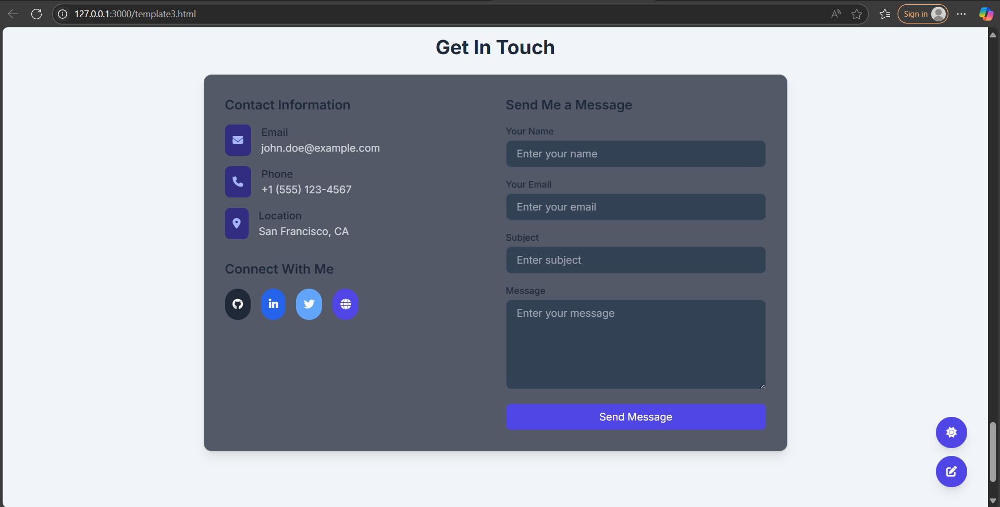 127.0.0.1:3000/template3.html
Sign in
Get In Touch
Contact Information
Email
john.doe@example.com
Phone
+1 (555) 123-4567
Location
San Francisco, CA
Connect With Me
Send Me a Message
Your Name
Enter your name
Your Email
Enter your email
Subject
Enter subject
Message
Enter your message
Send Message